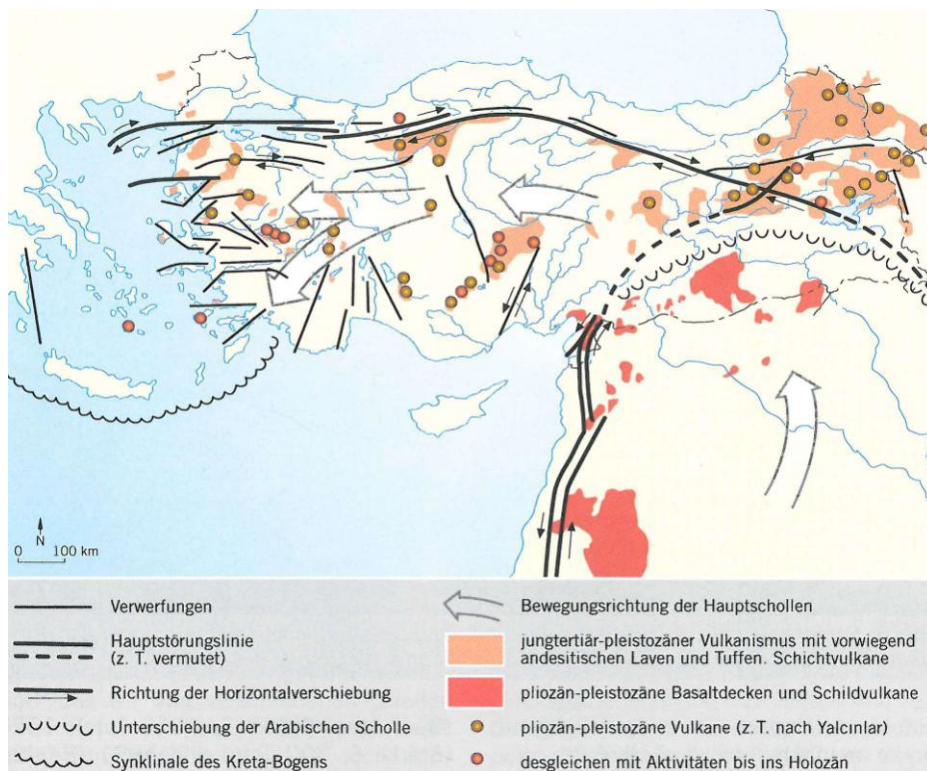 N
0 100 km
Verwerfungen
Hauptstörungslinie
(z. T. vermutet)
Richtung der Horizontalverschiebung
Unterschiebung der Arabischen Scholle
Synklinale des Kreta-Bogens
Bewegungsrichtung der Hauptschollen
jungtertiär-pleistozäner Vulkanismus mit vorwiegend
andesitischen Laven und Tuffen. Schichtvulkane
pliozän-pleistozäne Basaltdecken und Schildvulkane
pliozän-pleistozäne Vulkane (z. T. nach Yalcınlar)
desgleichen mit Aktivitäten bis ins Holozän